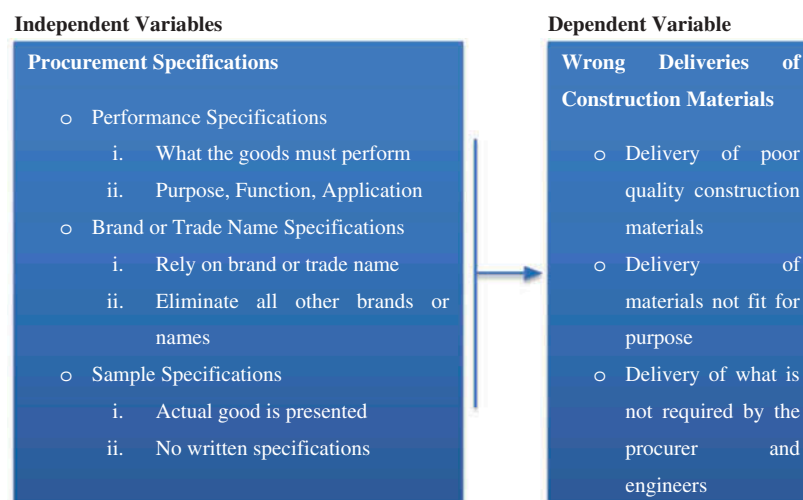 Independent Variables
Procurement Specifications
o Performance Specifications
i. What the goods must perform
ii. Purpose, Function, Application
o Brand or Trade Name Specifications
i. Rely on brand or trade name
ii. Eliminate all other brands or
names
o Sample Specifications
i. Actual good is presented
ii. No written specifications
Dependent Variable
Wrong Deliveries of
Construction Materials
o Delivery of poor
quality construction
materials
o Delivery of
materials not fit for
purpose
o Delivery of what is
not required by the
procurer and
engineers